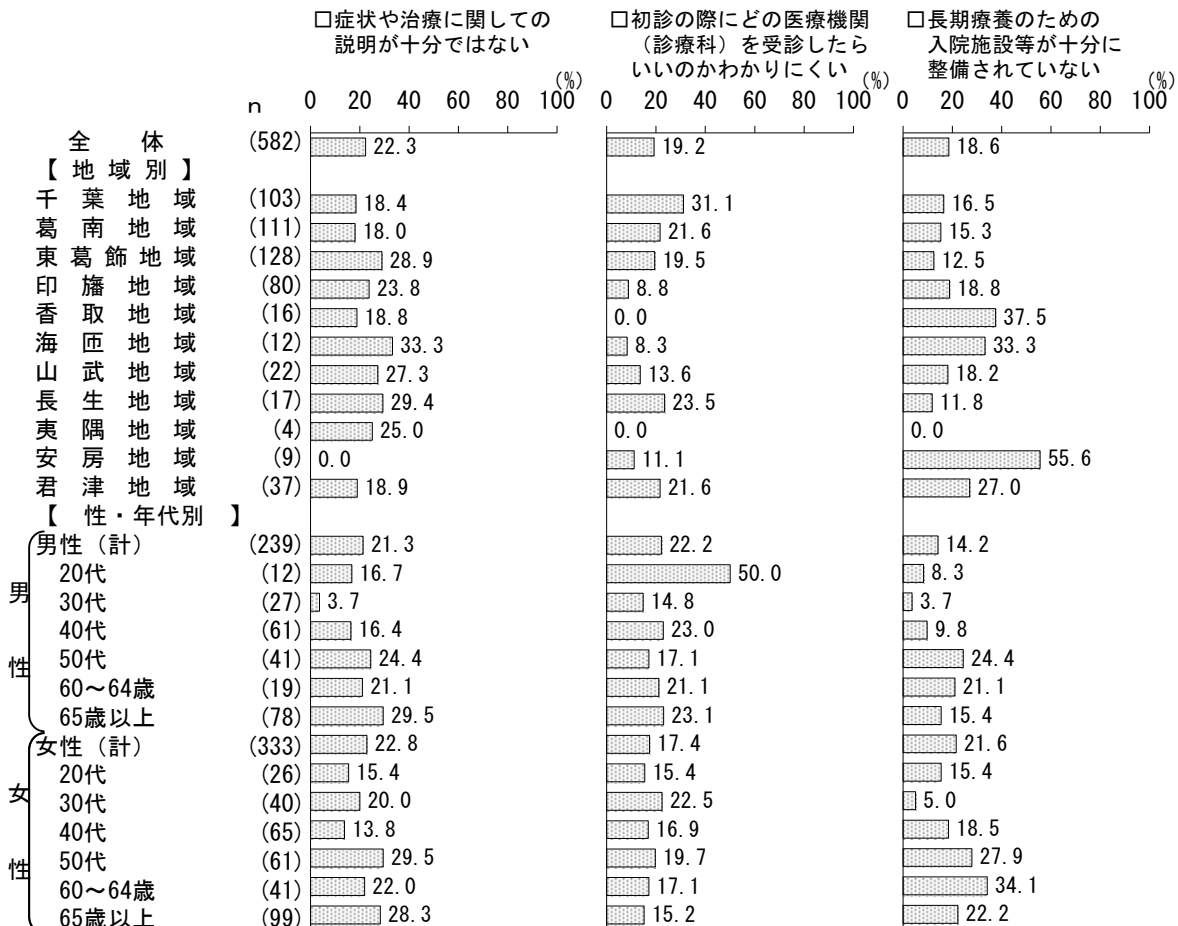 □症状や治療に関しての
説明が十分ではない
□初診の際にどの医療機関
（診療科）を受診したら
いいのかわかりにくい
□長期療養のための
入院施設等が十分に
整備されていない
(%) (%) (%)
n 0 20 40 60 80 100 0 20 40 60 80 100 0 20 40 60 80 100
全体 (582) 22.3 19.2 18.6
【地域別】
千葉地域 (103) 18.4 31.1 16.5
葛南地域 (111) 18.0 21.6 15.3
東葛飾地域 (128) 28.9 19.5 12.5
印旛地域 (80) 23.8 8.8 18.8
香取地域 (16) 18.8 0.0 37.5
海匝地域 (12) 33.3 8.3 33.3
山武地域 (22) 27.3 13.6 18.2
長生地域 (17) 29.4 23.5 11.8
夷隅地域 (4) 25.0 0.0 0.0
安房地域 (9) 0.0 11.1 55.6
君津地域 (37) 18.9 21.6 27.0
【性・年代別】
男性
男性（計） (239) 21.3 22.2 14.2
20代 (12) 16.7 50.0 8.3
30代 (27) 3.7 14.8 3.7
40代 (61) 16.4 23.0 9.8
50代 (41) 24.4 17.1 24.4
60～64歳 (19) 21.1 21.1 21.1
65歳以上 (78) 29.5 23.1 15.4
女性
女性（計） (333) 22.8 17.4 21.6
20代 (26) 15.4 15.4 15.4
30代 (40) 20.0 22.5 5.0
40代 (65) 13.8 16.9 18.5
50代 (61) 29.5 19.7 27.9
60～64歳 (41) 22.0 17.1 34.1
65歳以上 (99) 28.3 15.2 22.2